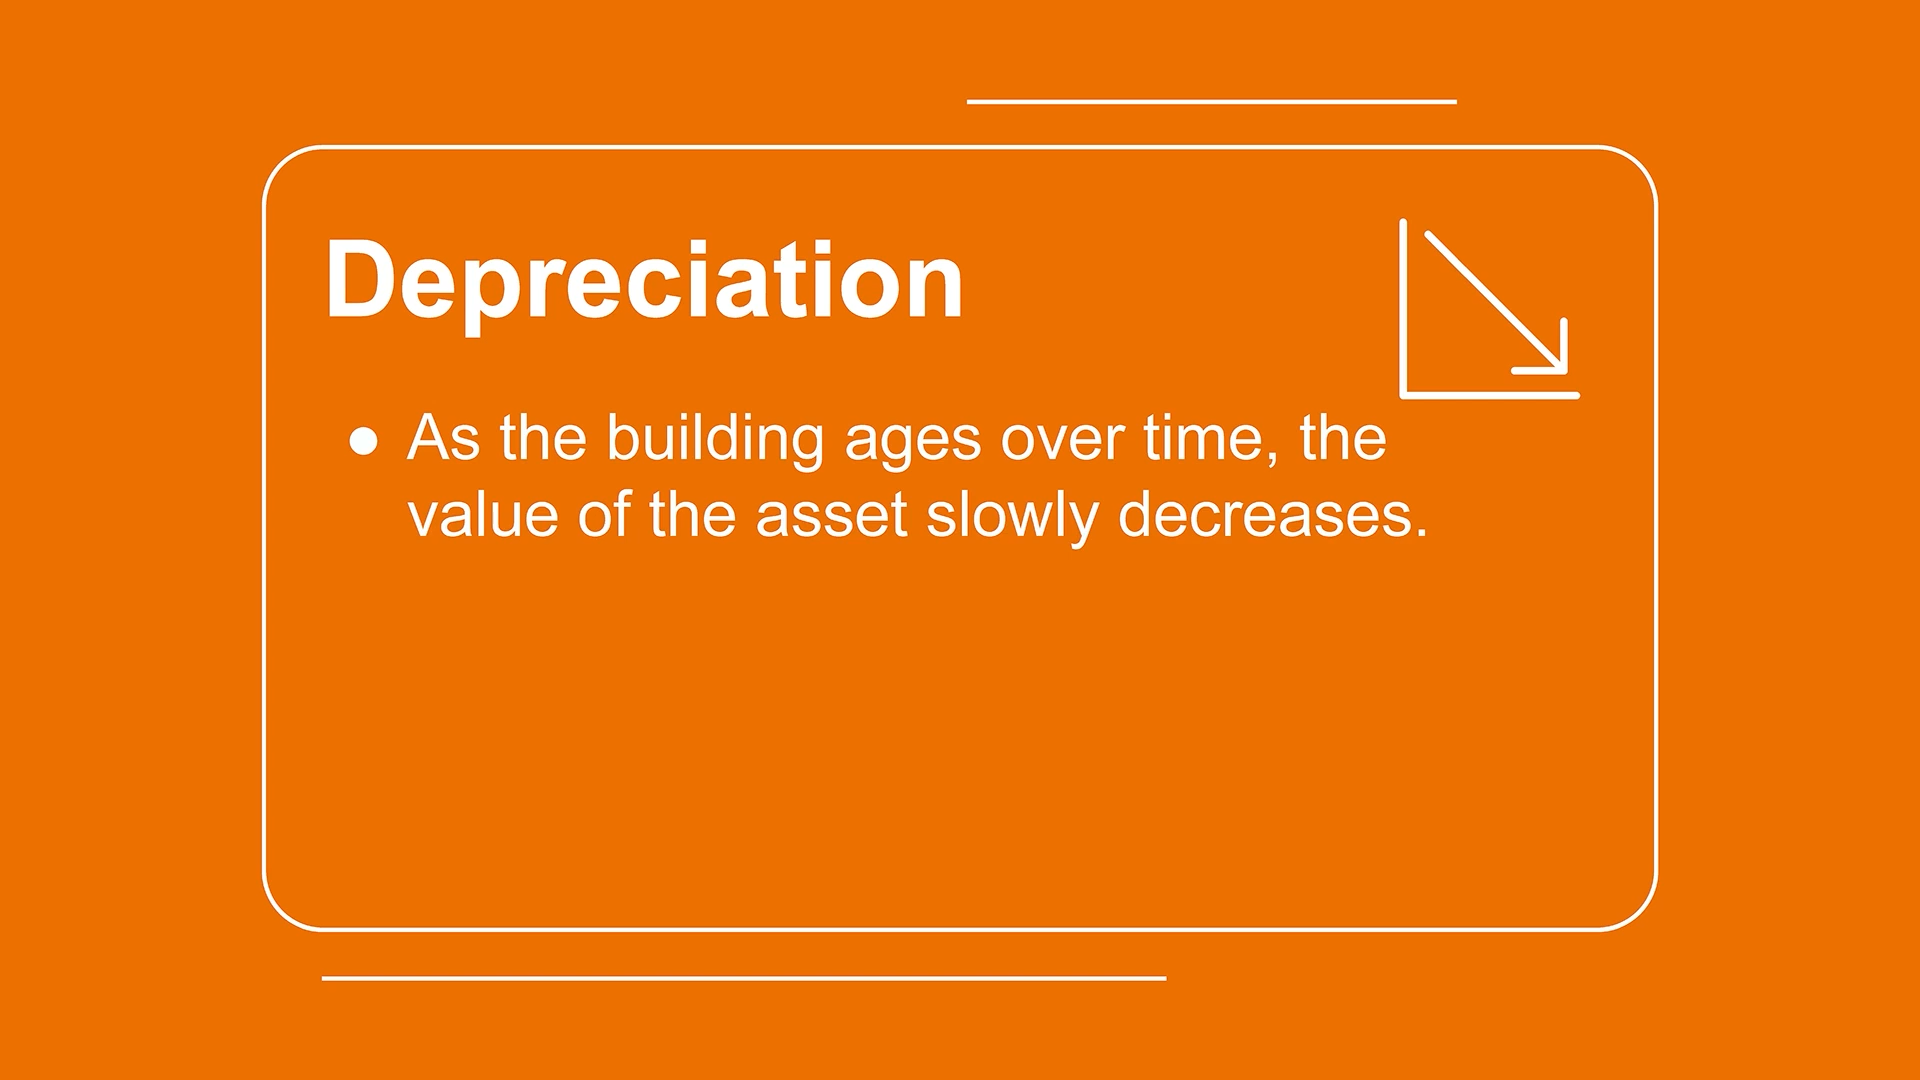 Depreciation
● As the building ages over time, the
value of the asset slowly decreases.